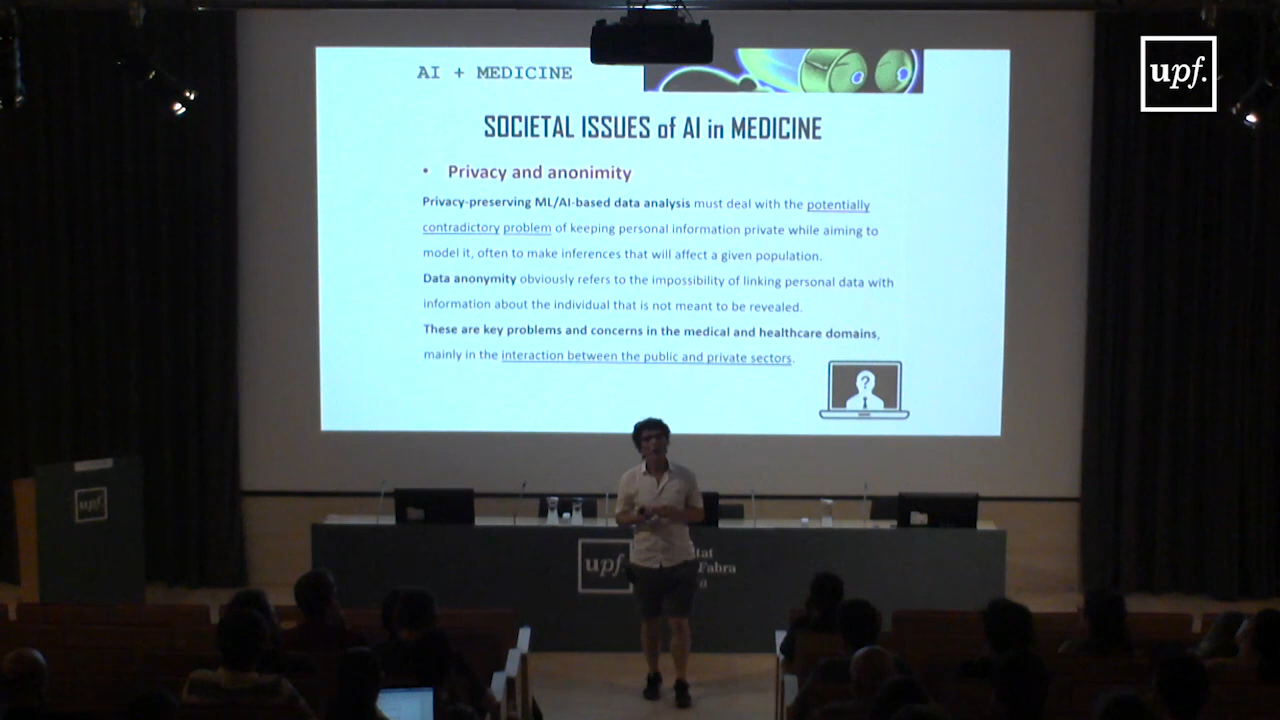 AI + MEDICINE
upf.
SOCIETAL ISSUES of AI in MEDICINE
• Privacy and anonimity
Privacy-preserving ML/AI-based data analysis must deal with the potentially
contradictory problem of keeping personal information private while aiming to
model it, often to make inferences that will affect a given population.
Data anonymity obviously refers to the impossibility of linking personal data with
information about the individual that is not meant to be revealed.
These are key problems and concerns in the medical and healthcare domains,
mainly in the interaction between the public and private sectors.
?
upf.
upf.
tat
Fabra
a